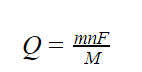 Q = mnF/M